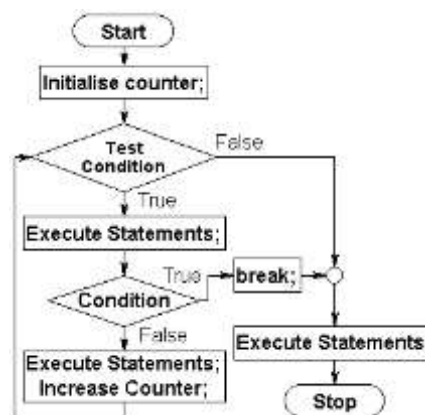 Start
Initialise counter;
Test
Condition
False
True
Execute Statements;
Condition
True
break;
False
Execute Statements;
Increase Counter;
Execute Statements
Stop